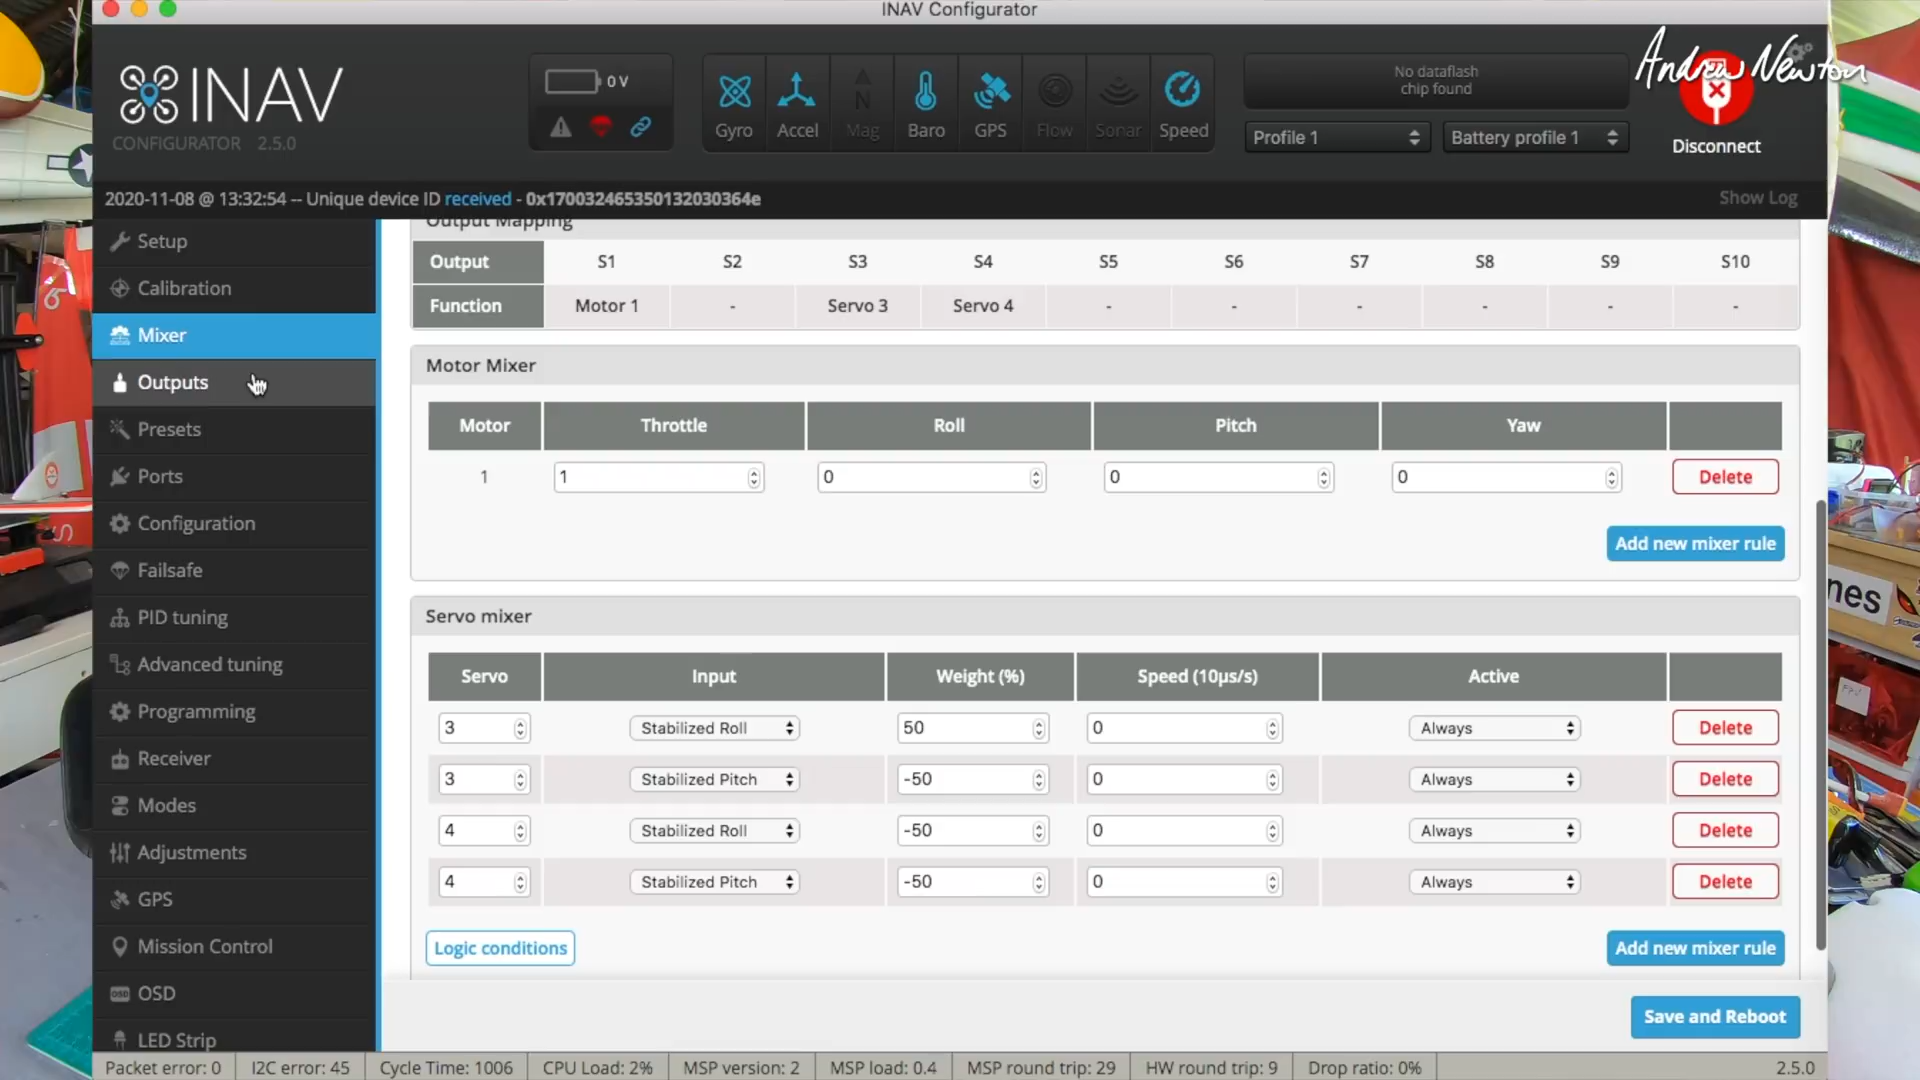 INAV Configurator
Andrew Newton
INAV
CONFIGURATOR 2.5.0
0 V
Gyro Accel Mag Baro GPS Flow Sonar Speed
No dataflash
chip found
Profile 1
Battery profile 1
Disconnect
2020-11-08 @ 13:32:54 -- Unique device ID received - 0x170032465350132030364e
Show Log
Setup
Calibration
Mixer
Outputs
Presets
Ports
Configuration
Failsafe
PID tuning
Advanced tuning
Programming
Receiver
Modes
Adjustments
GPS
Mission Control
OSD
LED Strip
Output Mapping
Output S1 S2 S3 S4 S5 S6 S7 S8 S9 S10
Function Motor 1 - Servo 3 Servo 4 - - - - - -
Motor Mixer
Motor Throttle Roll Pitch Yaw
1 1 0 0 0 Delete
Add new mixer rule
Servo mixer
Servo Input Weight (%) Speed (10µs/s) Active
3 Stabilized Roll 50 0 Always Delete
3 Stabilized Pitch -50 0 Always Delete
4 Stabilized Roll -50 0 Always Delete
4 Stabilized Pitch -50 0 Always Delete
Logic conditions
Add new mixer rule
Save and Reboot
Packet error: 0 I2C error: 45 Cycle Time: 1006 CPU Load: 2% MSP version: 2 MSP load: 0.4 MSP round trip: 29 HW round trip: 9 Drop ratio: 0% 2.5.0